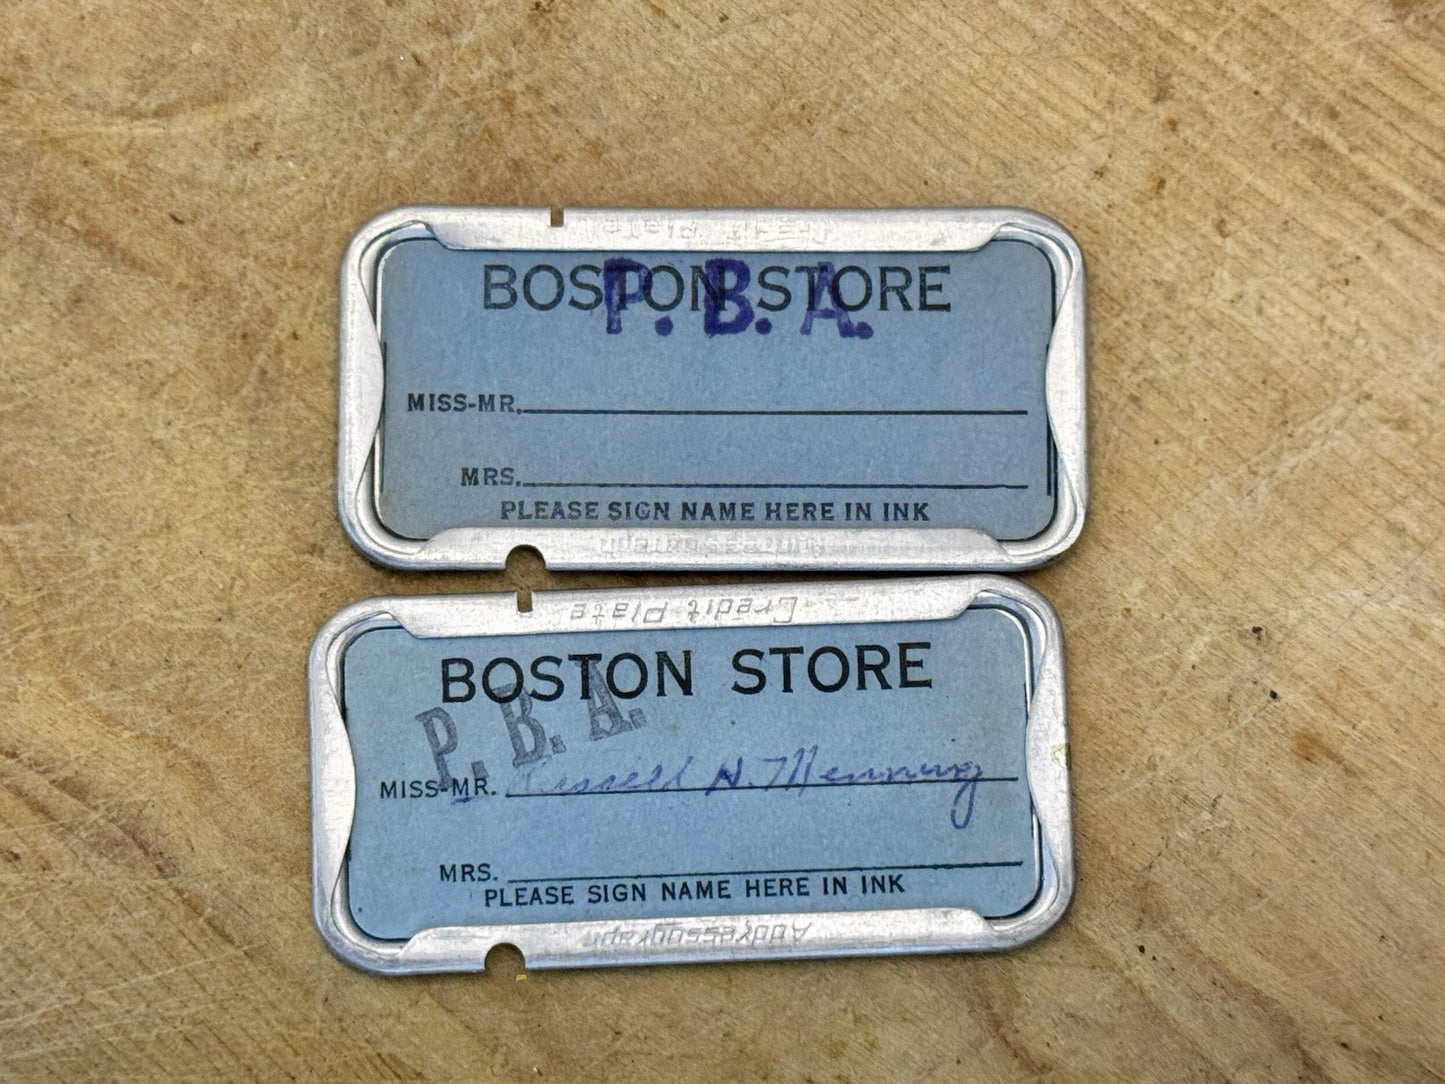 Credit Plate
BOSTON STORE
P. B. A.
MISS-MR.
MRS.
PLEASE SIGN NAME HERE IN INK
Addressograph
Credit Plate
BOSTON STORE
P. B. A.
MISS-MR. Russell H. Menning
MRS.
PLEASE SIGN NAME HERE IN INK
Addressograph